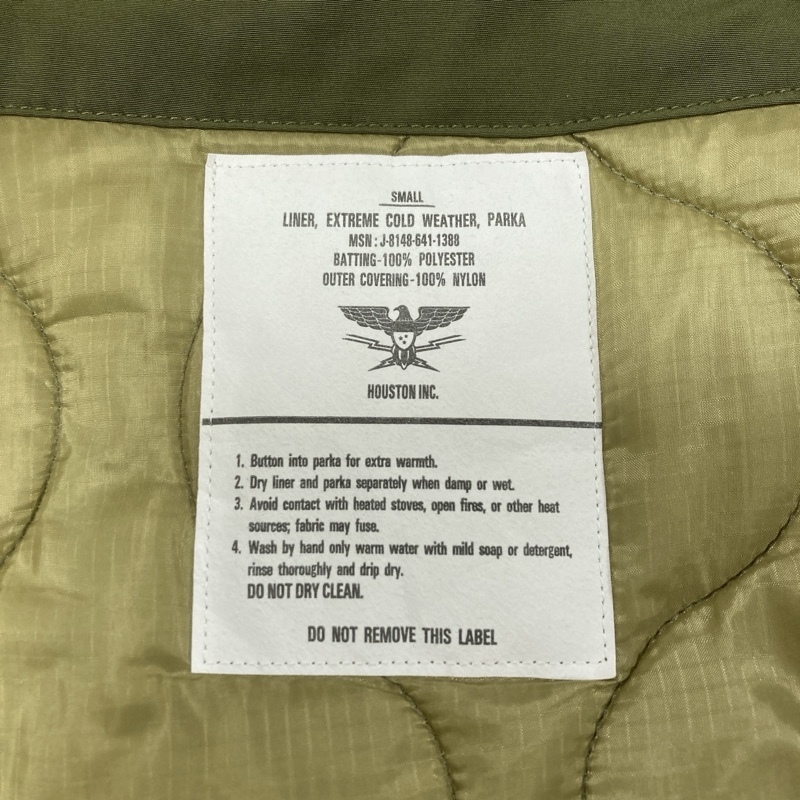 SMALL
LINER, EXTREME COLD WEATHER, PARKA
MSN: J-8148-641-1388
BATTING-100% POLYESTER
OUTER COVERING-100% NYLON
HOUSTON INC.
1. Button into parka for extra warmth.
2. Dry liner and parka separately when damp or wet.
3. Avoid contact with heated stoves, open fires, or other heat
sources; fabric may fuse.
4. Wash by hand only warm water with mild soap or detergent,
rinse thoroughly and drip dry.
DO NOT DRY CLEAN.
DO NOT REMOVE THIS LABEL